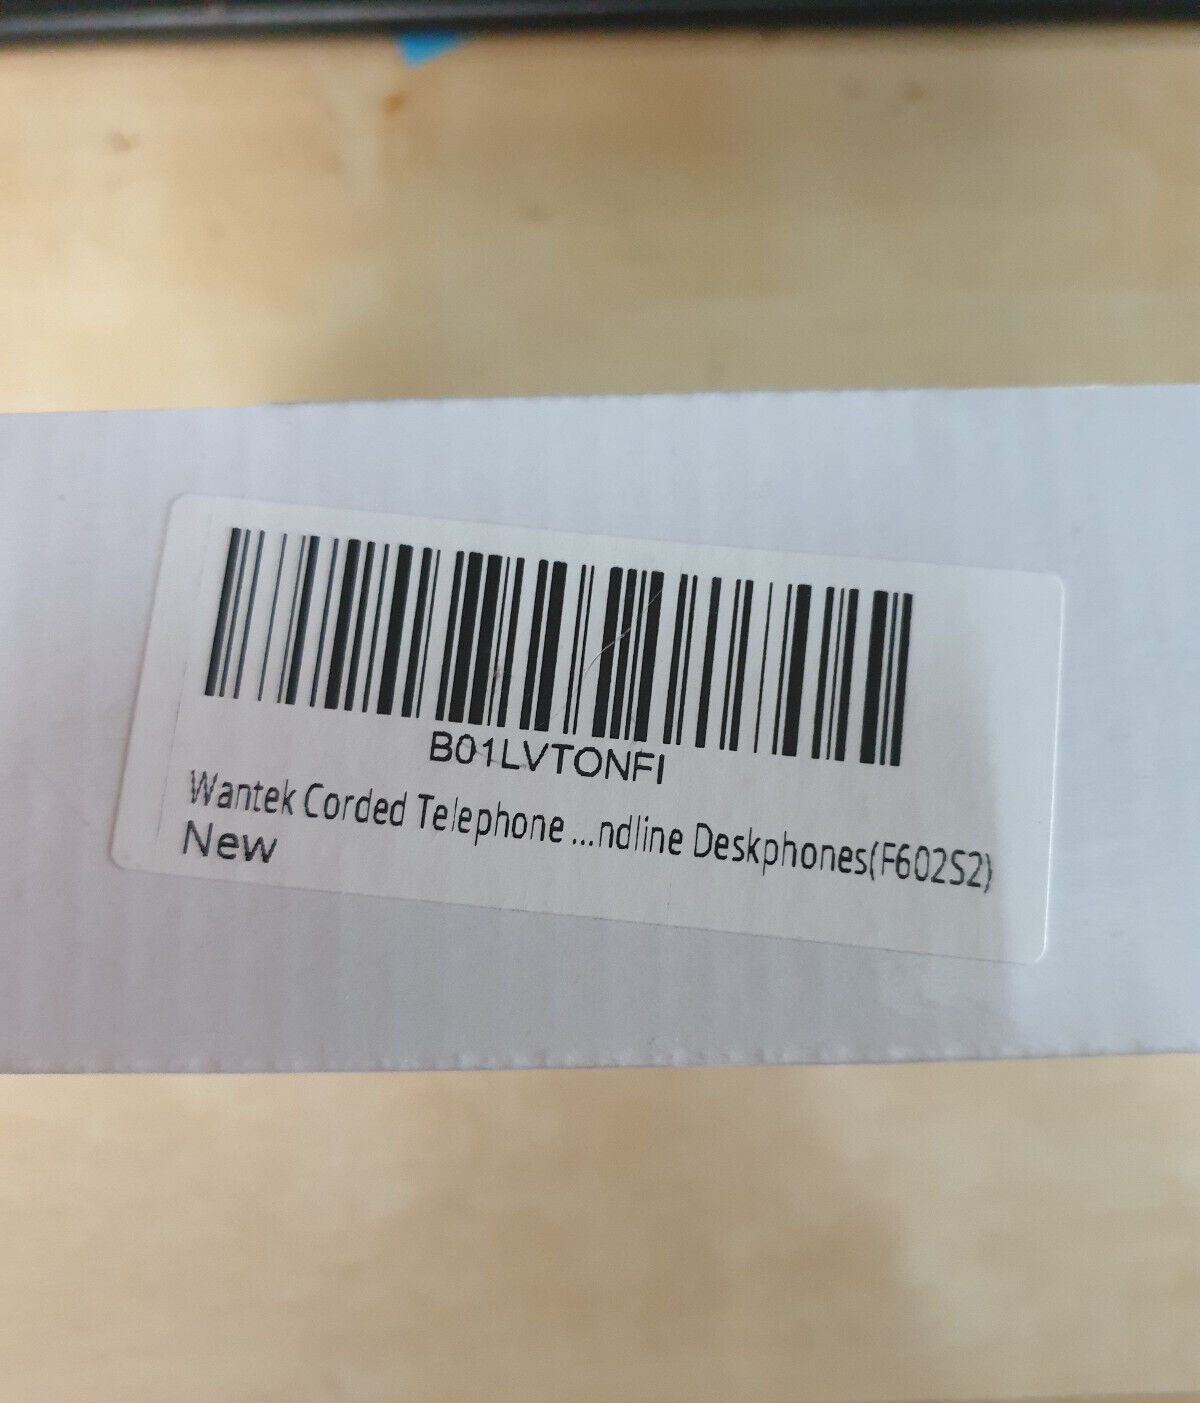 B01LVTONFI
Wantek Corded Telephone ...ndline Deskphones(F602S2)
New